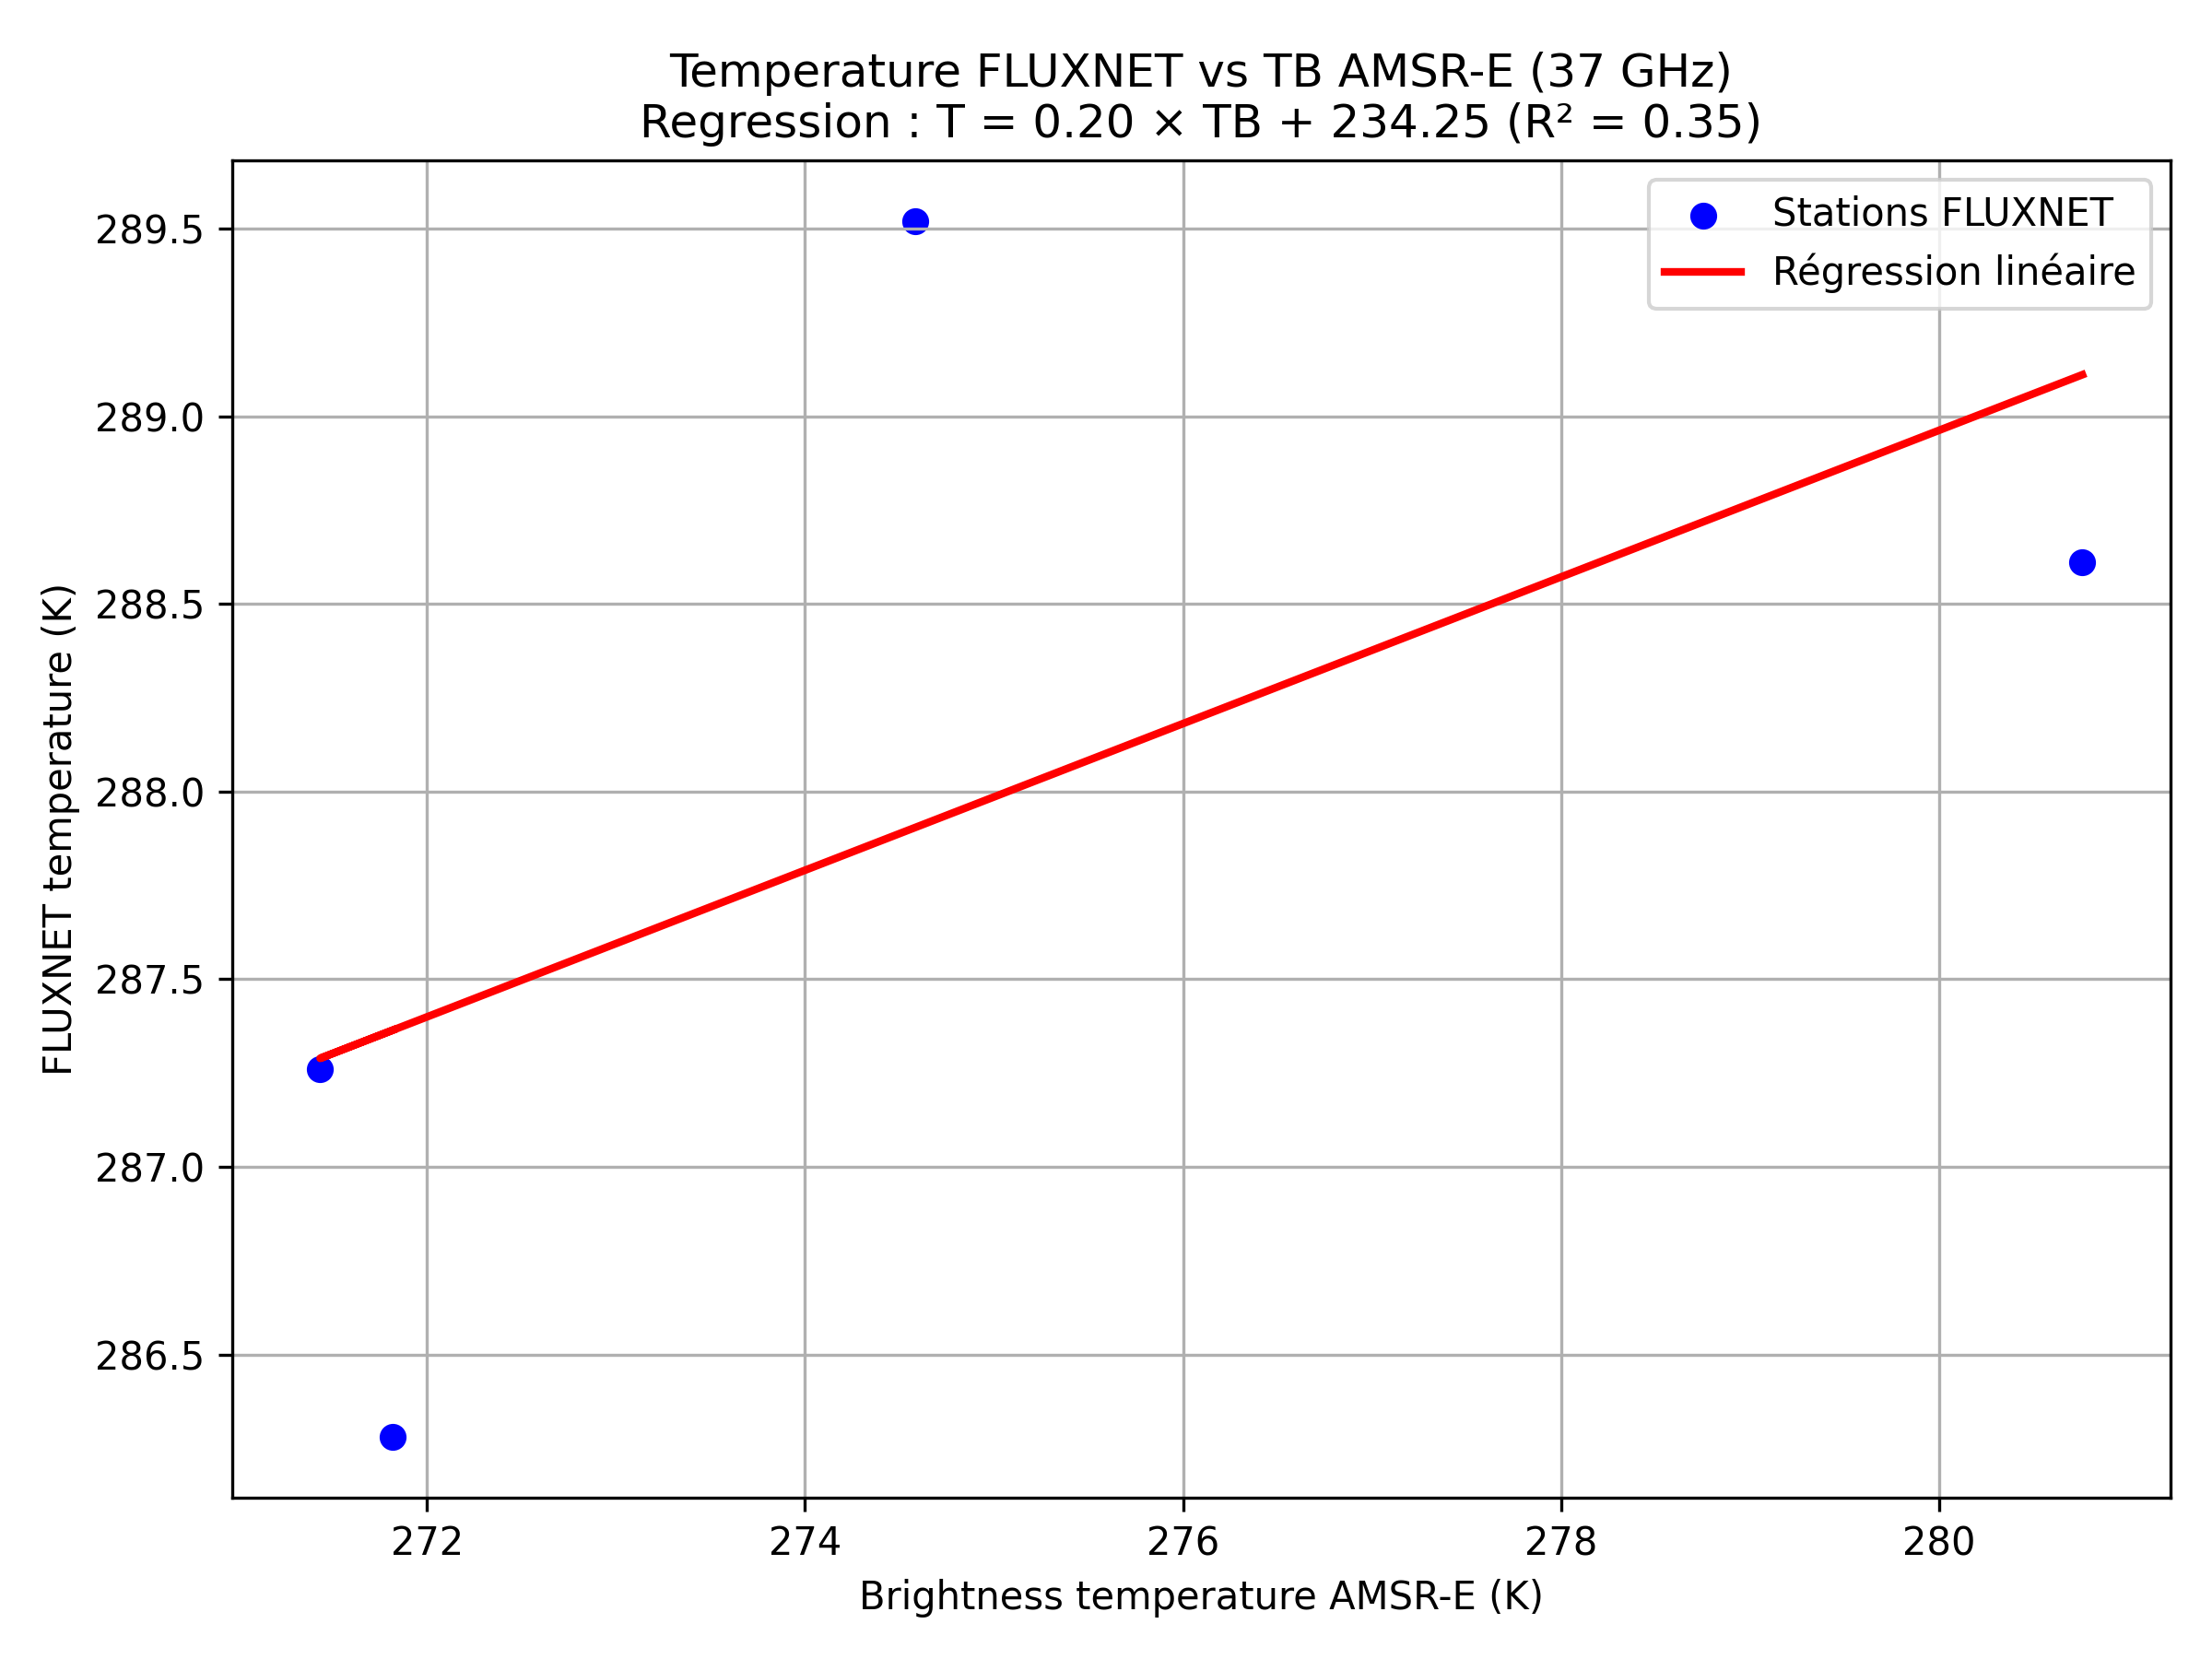 Temperature FLUXNET vs TB AMSR-E (37 GHz)
Regression : T = 0.20 × TB + 234.25 (R² = 0.35)
Stations FLUXNET
Régression linéaire
289.5
289.0
288.5
288.0
287.5
287.0
286.5
FLUXNET temperature (K)
272 274 276 278 280
Brightness temperature AMSR-E (K)